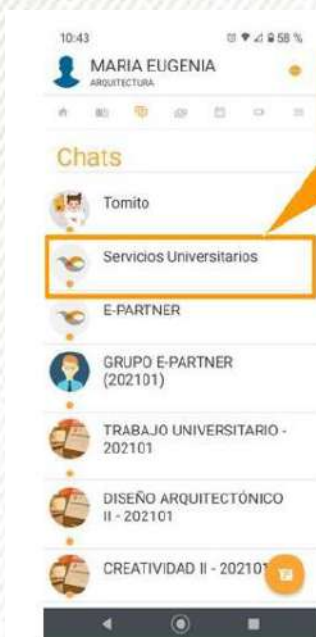 10:43
58 %
MARIA EUGENIA
ARQUITECTURA
Chats
Tomito
Servicios Universitarios
E-PARTNER
GRUPO E-PARTNER
(202101)
TRABAJO UNIVERSITARIO -
202101
DISEÑO ARQUITECTÓNICO
II - 202101
CREATIVIDAD II - 20210